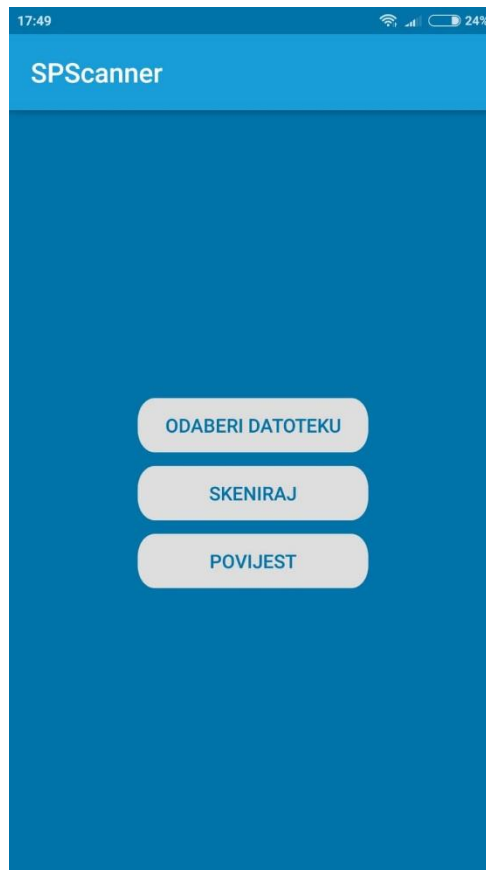 17:49
24%
SPScanner
ODABERI DATOTEKU
SKENIRAJ
POVIJEST